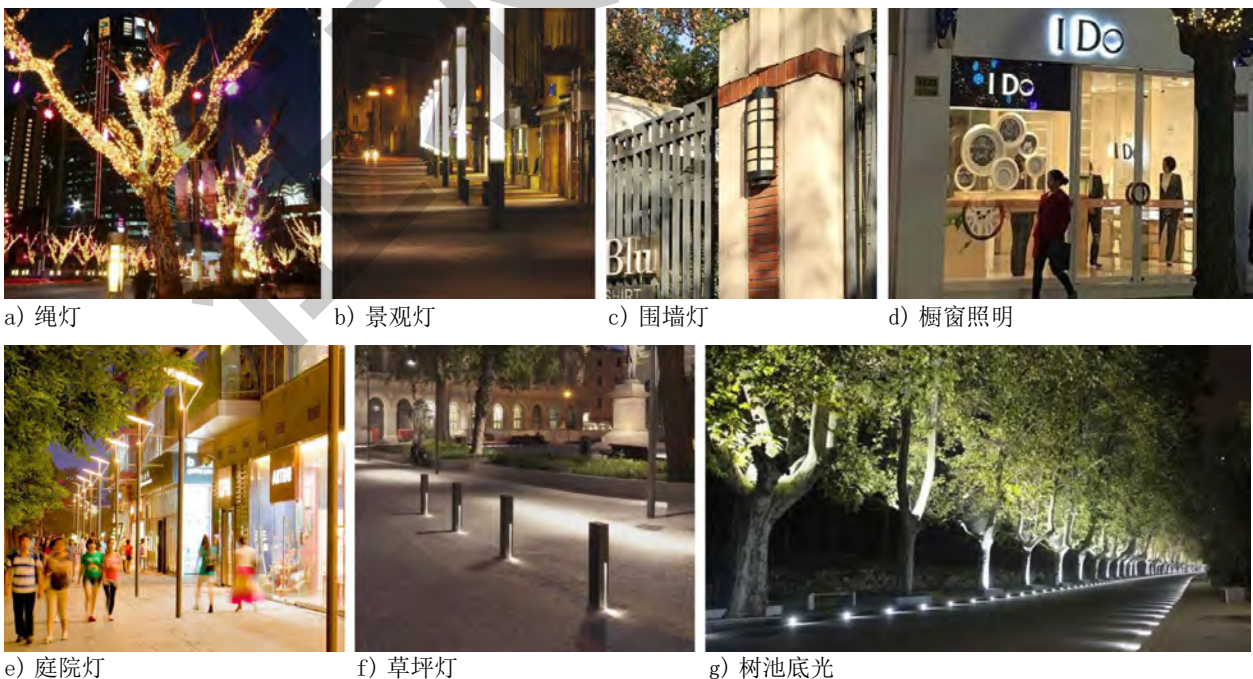 I Do
I Do
I Do
Blu
SHIRT
a) 绳灯
b) 景观灯
c) 围墙灯
d) 橱窗照明
e) 庭院灯
f) 草坪灯
g) 树池底光